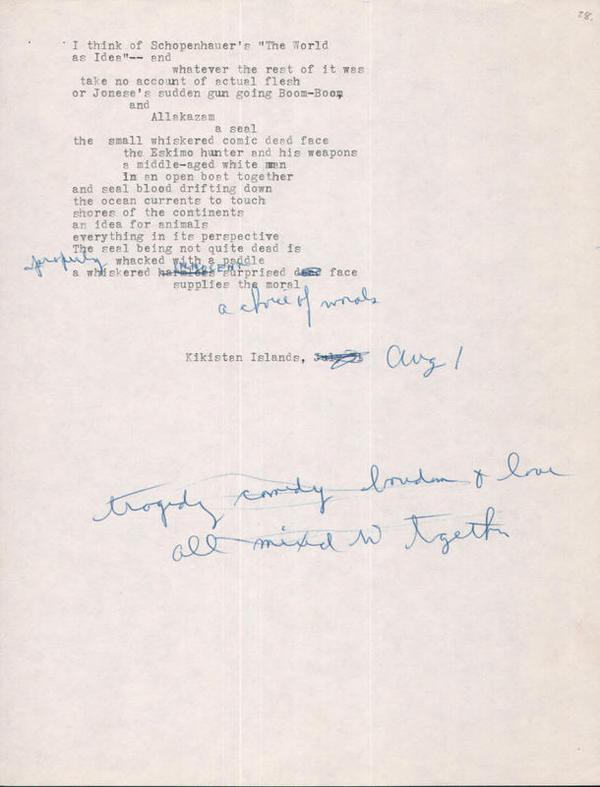 28.
I think of Schopenhauer's "The World
as Idea"-- and
whatever the rest of it was
take no account of actual flesh
or Jonese's sudden gun going Boom-Boom
and
Allakazam
a seal
the small whiskered comic dead face
the Eskimo hunter and his weapons
a middle-aged white man
in an open boat together
and seal blood drifting down
the ocean currents to touch
shores of the continents
an idea for animals
everything in its perspective
The seal being not quite dead is
properly whacked with a paddle
INNOCENT
a whiskered harmless surprised dead face
supplies the moral
a choice of morals
Kikistan Islands, July Aug 1
tragedy comedy boredom & love
all mixed together